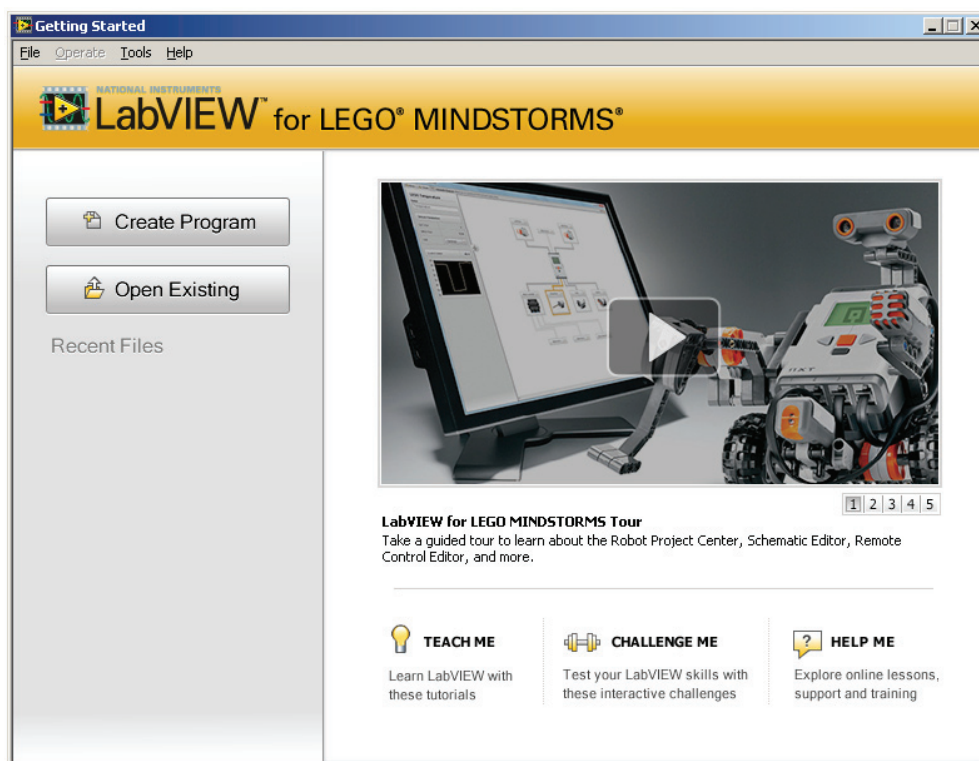 Getting Started
File Operate Tools Help
NATIONAL INSTRUMENTS
LabVIEW™ for LEGO® MINDSTORMS®
Create Program
Open Existing
Recent Files
NXT
1 2 3 4 5
LabVIEW for LEGO MINDSTORMS Tour
Take a guided tour to learn about the Robot Project Center, Schematic Editor, Remote
Control Editor, and more.
TEACH ME
Learn LabVIEW with
these tutorials
CHALLENGE ME
Test your LabVIEW skills with
these interactive challenges
HELP ME
Explore online lessons,
support and training